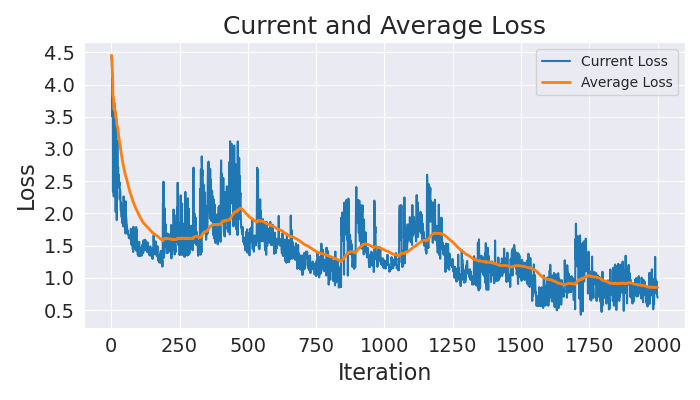 Current and Average Loss
Current Loss
Average Loss
4.5
4.0
3.5
3.0
2.5
2.0
1.5
1.0
0.5
Loss
0 250 500 750 1000 1250 1500 1750 2000
Iteration